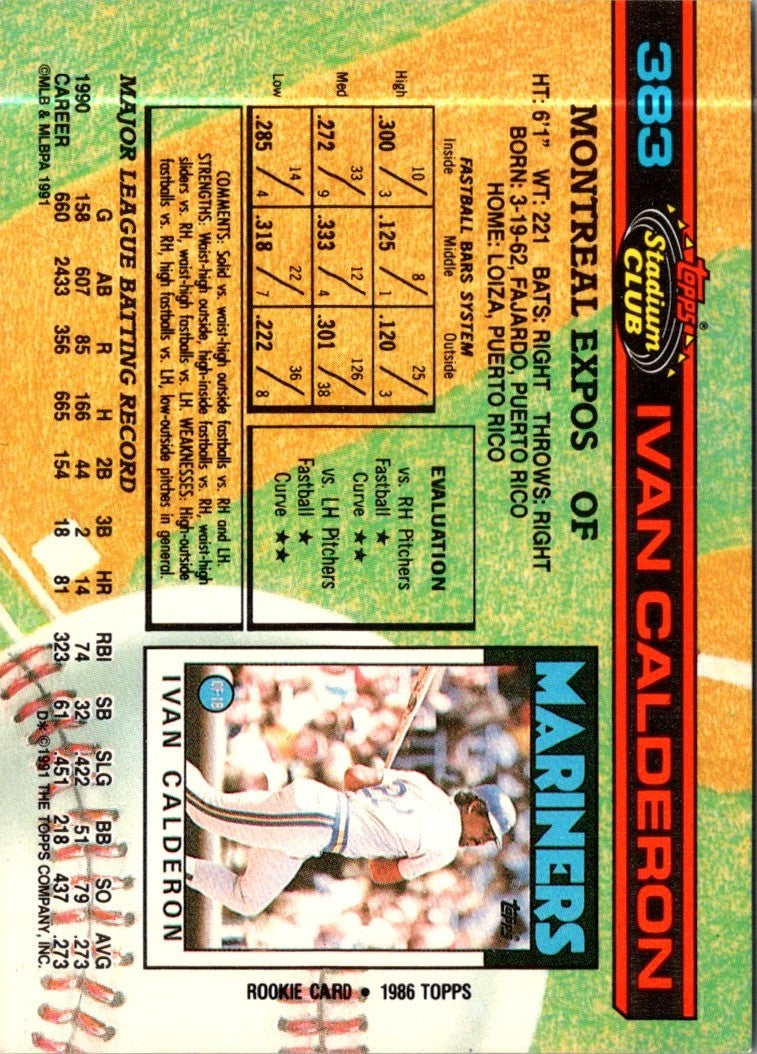 383 topps® Stadium CLUB IVAN CALDERON
MONTREAL EXPOS OF
HT: 6'1" WT: 221 BATS: RIGHT THROWS: RIGHT
BORN: 3-19-62, FAJARDO, PUERTO RICO
HOME: LOIZA, PUERTO RICO
FASTBALL BARS SYSTEM
Inside Middle Outside
High .300 10/3 .125 8/1 .120 25/3
Med .272 33/9 .333 12/4 .301 126/38
Low .285 14/4 .318 22/7 .222 36/8
EVALUATION
vs. RH Pitchers
Fastball ★
Curve ★★
vs. LH Pitchers
Fastball ★
Curve ★★
COMMENTS: Solid vs. waist-high outside fastballs vs. RH and LH.
STRENGTHS: Waist-high outside, high-inside fastballs vs. RH, waist-high
sliders vs. RH, waist-high fastballs vs. LH. WEAKNESSES: High-outside
fastballs vs. RH, high fastballs vs. LH, low-outside pitches in general.
MARINERS
topps
OF-1B
IVAN CALDERON
ROOKIE CARD • 1986 TOPPS
MAJOR LEAGUE BATTING RECORD
G AB R H 2B 3B HR RBI SB SLG BB SO AVG
1990 158 607 85 166 44 2 14 74 32 .422 51 79 .273
CAREER 660 2433 356 665 154 18 81 323 61 .451 218 437 .273
©MLB & MLBPA 1991 D* ©1991 THE TOPPS COMPANY, INC.